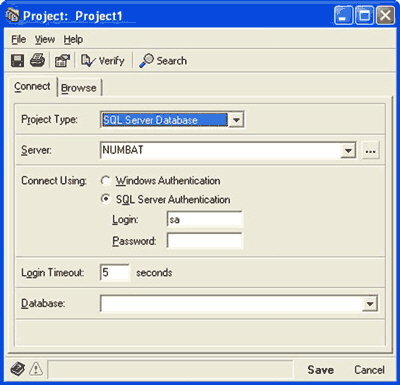 Project: Project1
File View Help
Verify Search
Connect Browse
Project Type: SQL Server Database
Server: NUMBAT ...
Connect Using: Windows Authentication
SQL Server Authentication
Login: sa
Password:
Login Timeout: 5 seconds
Database:
Save Cancel